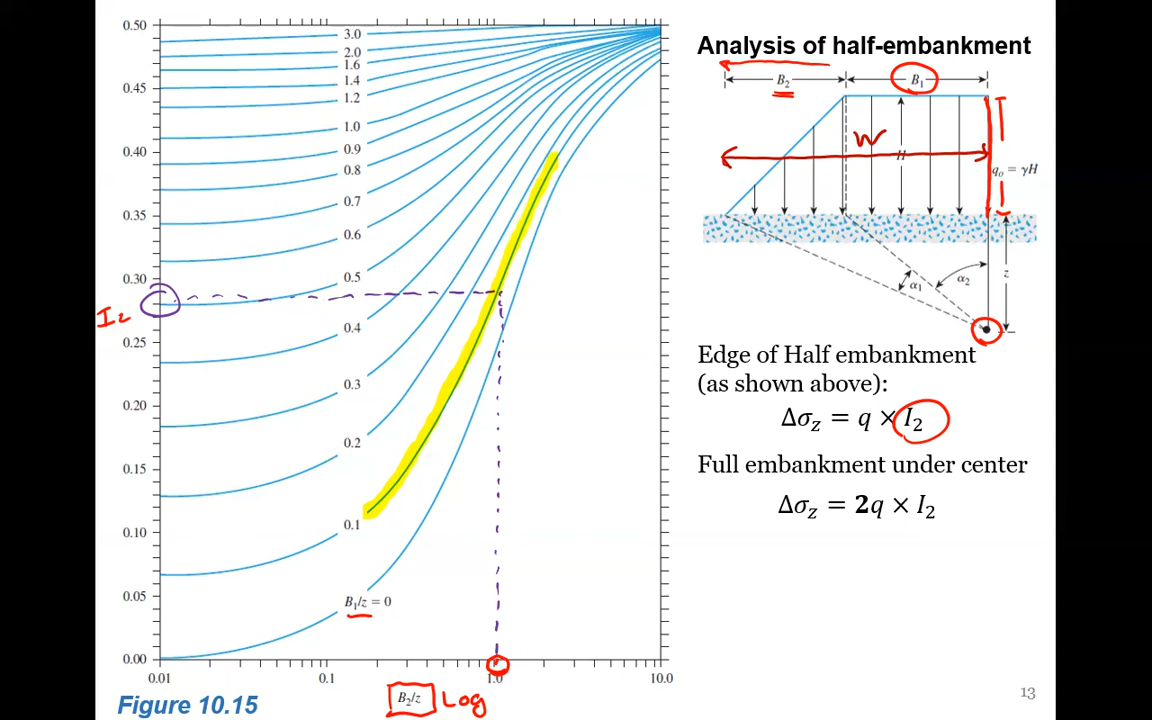 Analysis of half-embankment
B₂
B₁
W
H
q₀ = γH
α₁
α₂
z
Edge of Half embankment
(as shown above):
Δσ_z = q × I₂
Full embankment under center
Δσ_z = 2q × I₂
13
0.50
0.45
0.40
0.35
0.30
0.25
0.20
0.15
0.10
0.05
0.00
I₂
3.0
2.0
1.6
1.4
1.2
1.0
0.9
0.8
0.7
0.6
0.5
0.4
0.3
0.2
0.1
B₁/z = 0
0.01 0.1 1.0 10.0
B₂/z Log
Figure 10.15